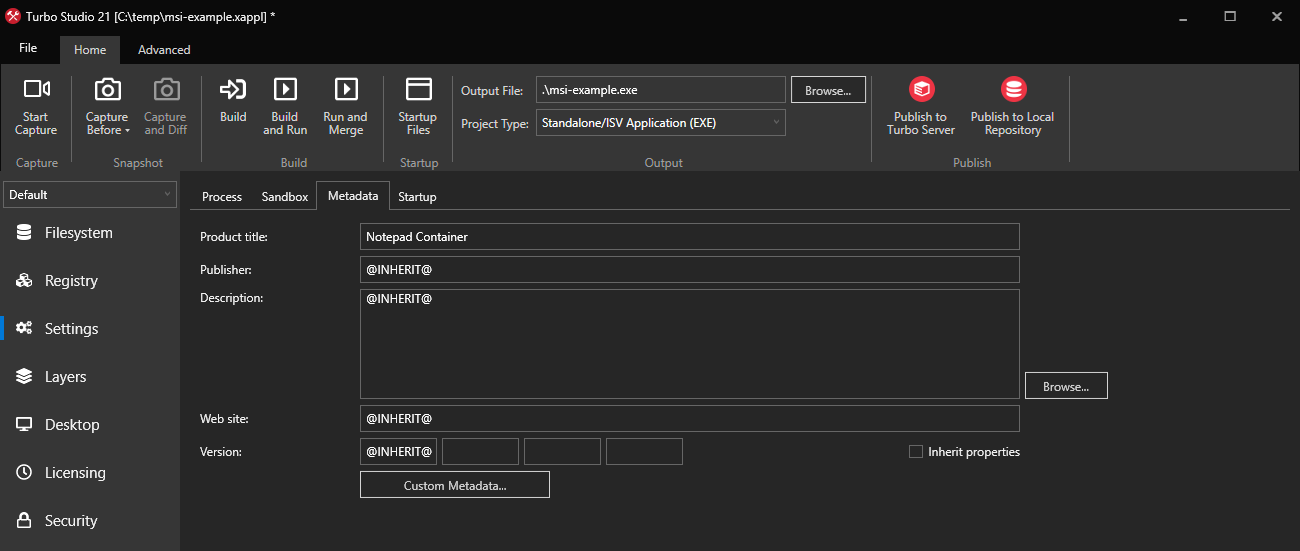 Turbo Studio 21 [C:\temp\msi-example.xappl] *
File
Home
Advanced
Start
Capture
Capture
Before
Capture
and Diff
Build
Build
and Run
Run and
Merge
Startup
Files
Output File:
.\msi-example.exe
Browse...
Project Type:
Standalone/ISV Application (EXE)
Publish to
Turbo Server
Publish to Local
Repository
Capture
Snapshot
Build
Startup
Output
Publish
Default
Filesystem
Registry
Settings
Layers
Desktop
Licensing
Security
Process
Sandbox
Metadata
Startup
Product title:
Notepad Container
Publisher:
@INHERIT@
Description:
@INHERIT@
Browse...
Web site:
@INHERIT@
Version:
@INHERIT@
Inherit properties
Custom Metadata...